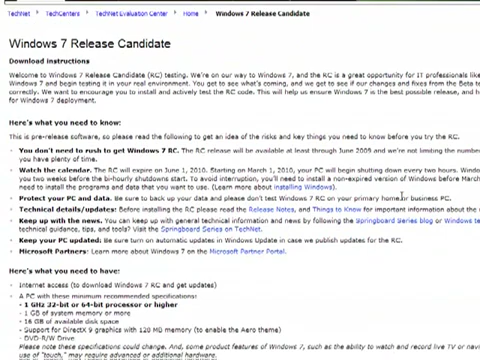 TechNet > TechCenters > TechNet Evaluation Center > Home > Windows 7 Release Candidate
Windows 7 Release Candidate
Download instructions
Welcome to Windows 7 Release Candidate (RC) testing. We're on our way to Windows 7, and the RC is a great opportunity for IT professionals like
Windows 7 and begin testing it in your real environment. You get to see what's coming, and we get to see if our changes and fixes from the Beta te
correctly. We want to encourage you to install and actively test the RC code. This will help us ensure Windows 7 is the best possible release, and h
for Windows 7 deployment.
Here's what you need to know:
This is pre-release software, so please read the following to get an idea of the risks and key things you need to know before you try the RC.
• You don't need to rush to get Windows 7 RC. The RC release will be available at least through June 2009 and we're not limiting the number
you have plenty of time.
• Watch the calendar. The RC will expire on June 1, 2010. Starting on March 1, 2010, your PC will begin shutting down every two hours. Window
you two weeks before the bi-hourly shutdowns start. To avoid interruption, you'll need to install a non-expired version of Windows before March
need to install the programs and data that you want to use. (Learn more about installing Windows).
• Protect your PC and data. Be sure to back up your data and please don't test Windows 7 RC on your primary home or business PC.
• Technical details/updates: Before installing the RC please read the Release Notes, and Things to Know for important information about the
• Keep up with the news. You can keep up with general technical information and news by following the Springboard Series blog or Windows te
technical guidance, tips, and tools? Visit the Springboard Series on TechNet.
• Keep your PC updated: Be sure turn on automatic updates in Windows Update in case we publish updates for the RC.
• Microsoft Partners: Learn more about Windows 7 on the Microsoft Partner Portal.
Here's what you need to have:
• Internet access (to download Windows 7 RC and get updates)
• A PC with these minimum recommended specifications:
- 1 GHz 32-bit or 64-bit processor or higher
- 1 GB of system memory or more
- 16 GB of available disk space
- Support for DirectX 9 graphics with 128 MB memory (to enable the Aero theme)
- DVD-R/W Drive
Please note these specifications could change. And, some product features of Windows 7, such as the ability to watch and record live TV or navi
use of "touch," may require advanced or additional hardware.